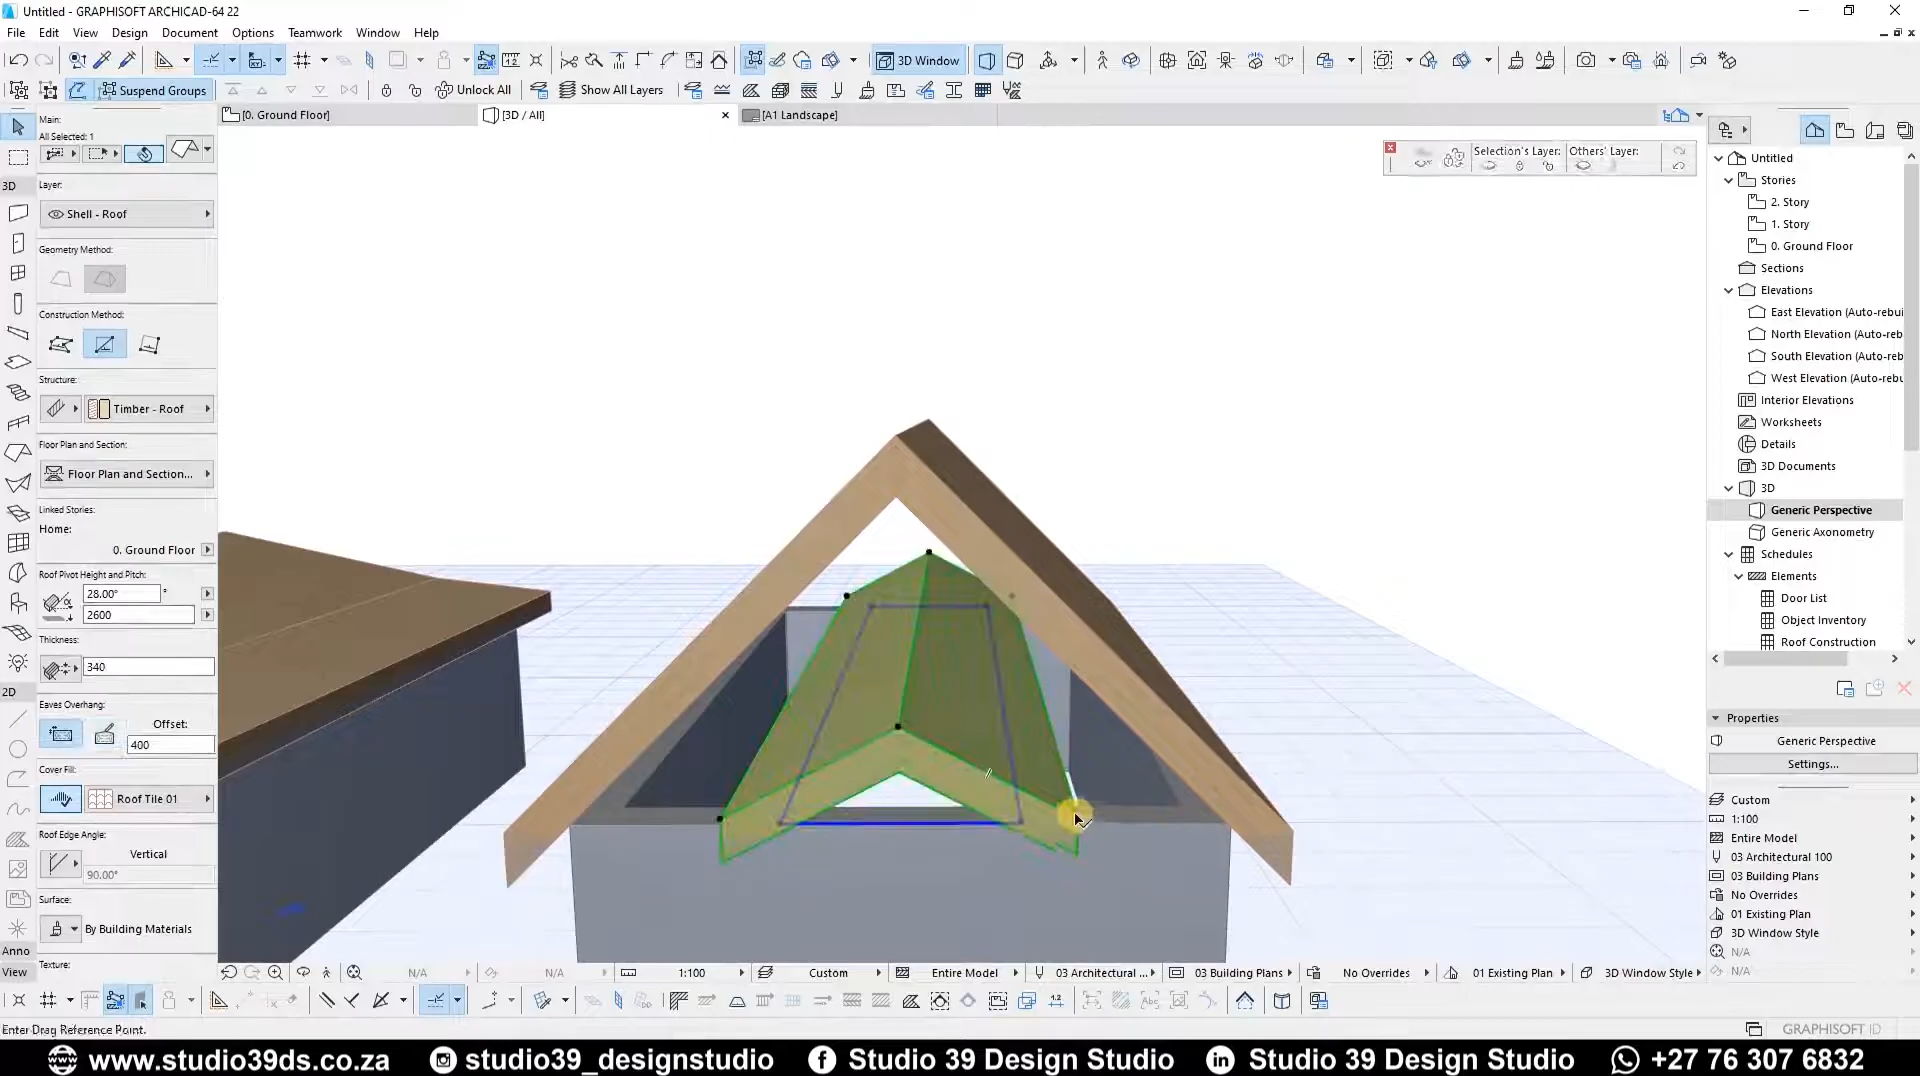 Untitled - GRAPHISOFT ARCHICAD-64 22
File Edit View Design Document Options Teamwork Window Help
3D Window
Suspend Groups Unlock All Show All Layers
[0. Ground Floor] [3D / All] [A1 Landscape]
Main:
All Selected: 1
3D
Layer:
Shell - Roof
Geometry Method:
Construction Method:
Structure:
Timber - Roof
Floor Plan and Section:
Floor Plan and Section...
Linked Stories:
Home:
0. Ground Floor
Roof Pivot Height and Pitch:
28.00° °
2600
Thickness:
340
2D
Eaves Overhang:
Offset:
400
Cover Fill:
Roof Tile 01
Roof Edge Angle:
Vertical
90.00°
Surface:
By Building Materials
Anno
Texture:
View
Selection's Layer: Others' Layer:
Untitled
Stories
2. Story
1. Story
0. Ground Floor
Sections
Elevations
East Elevation (Auto-rebui
North Elevation (Auto-reb
South Elevation (Auto-reb
West Elevation (Auto-rebu
Interior Elevations
Worksheets
Details
3D Documents
3D
Generic Perspective
Generic Axonometry
Schedules
Elements
Door List
Object Inventory
Roof Construction
Properties
Generic Perspective
Settings...
Custom
1:100
Entire Model
03 Architectural 100
03 Building Plans
No Overrides
01 Existing Plan
3D Window Style
N/A
N/A
N/A N/A 1:100 Custom Entire Model 03 Architectural ... 03 Building Plans No Overrides 01 Existing Plan 3D Window Style
Enter Drag Reference Point.
GRAPHISOFT ID
www.studio39ds.co.za studio39_designstudio Studio 39 Design Studio Studio 39 Design Studio +27 76 307 6832